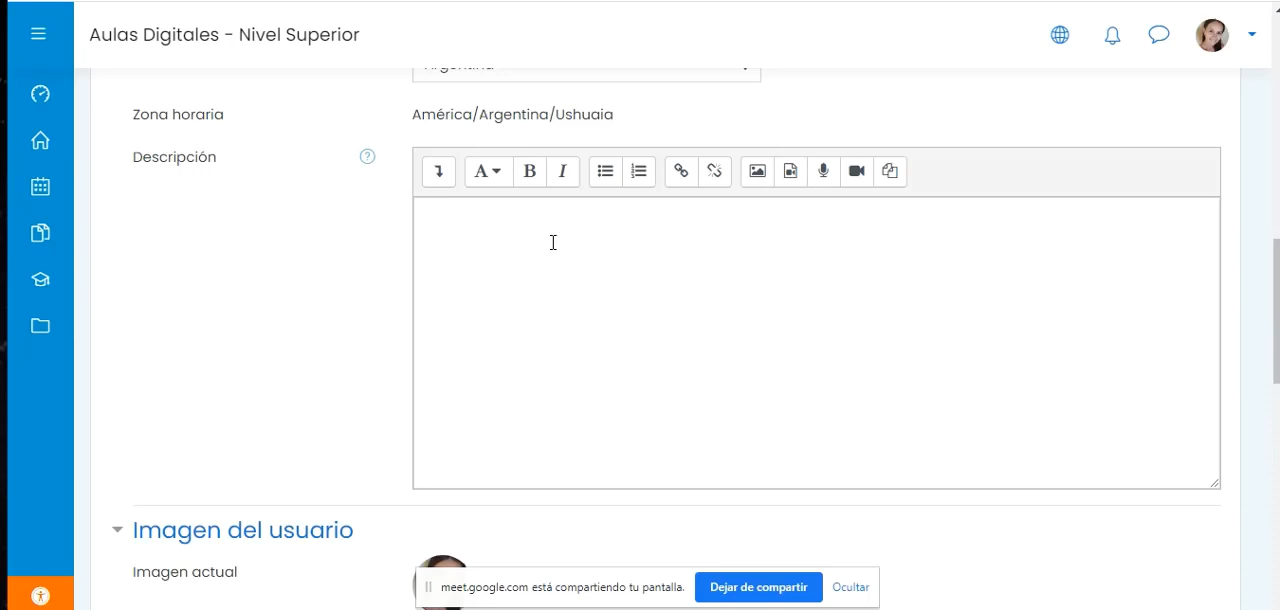 Aulas Digitales - Nivel Superior
Argentina
Zona horaria
América/Argentina/Ushuaia
Descripción
?
A B I
Imagen del usuario
Imagen actual
meet.google.com está compartiendo tu pantalla.
Dejar de compartir
Ocultar